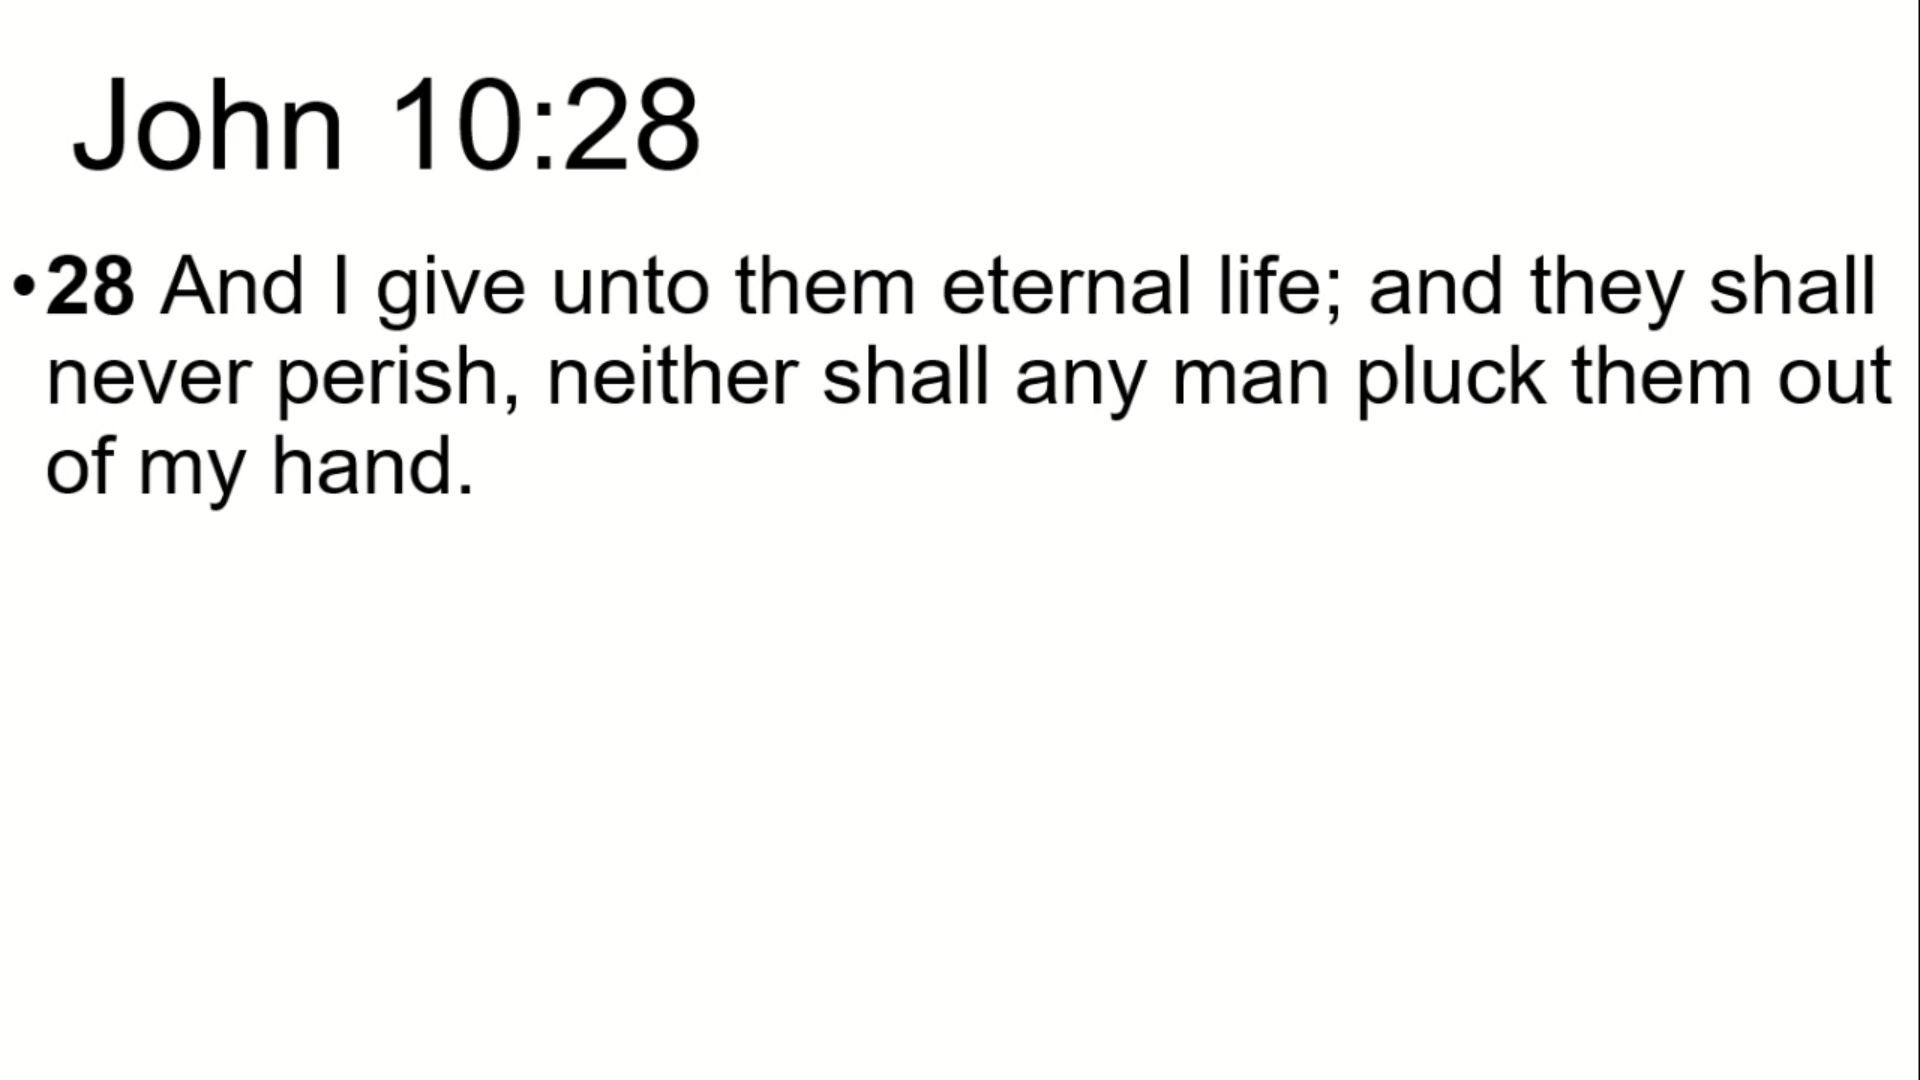 John 10:28
•28 And I give unto them eternal life; and they shall
never perish, neither shall any man pluck them out
of my hand.